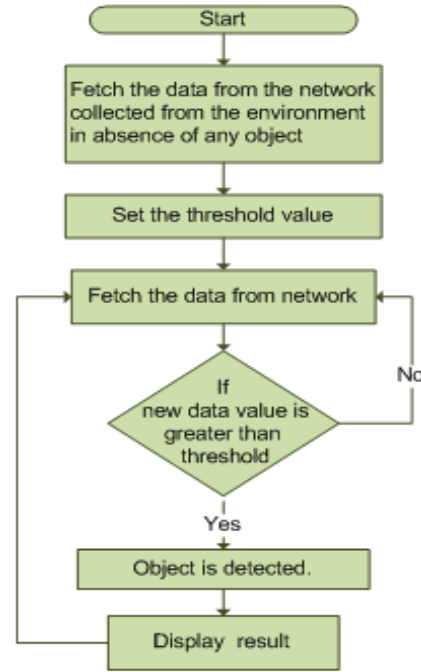 Start
Fetch the data from the network
collected from the environment
in absence of any object
Set the threshold value
Fetch the data from network
If
new data value is
greater than
threshold
No
Yes
Object is detected.
Display result